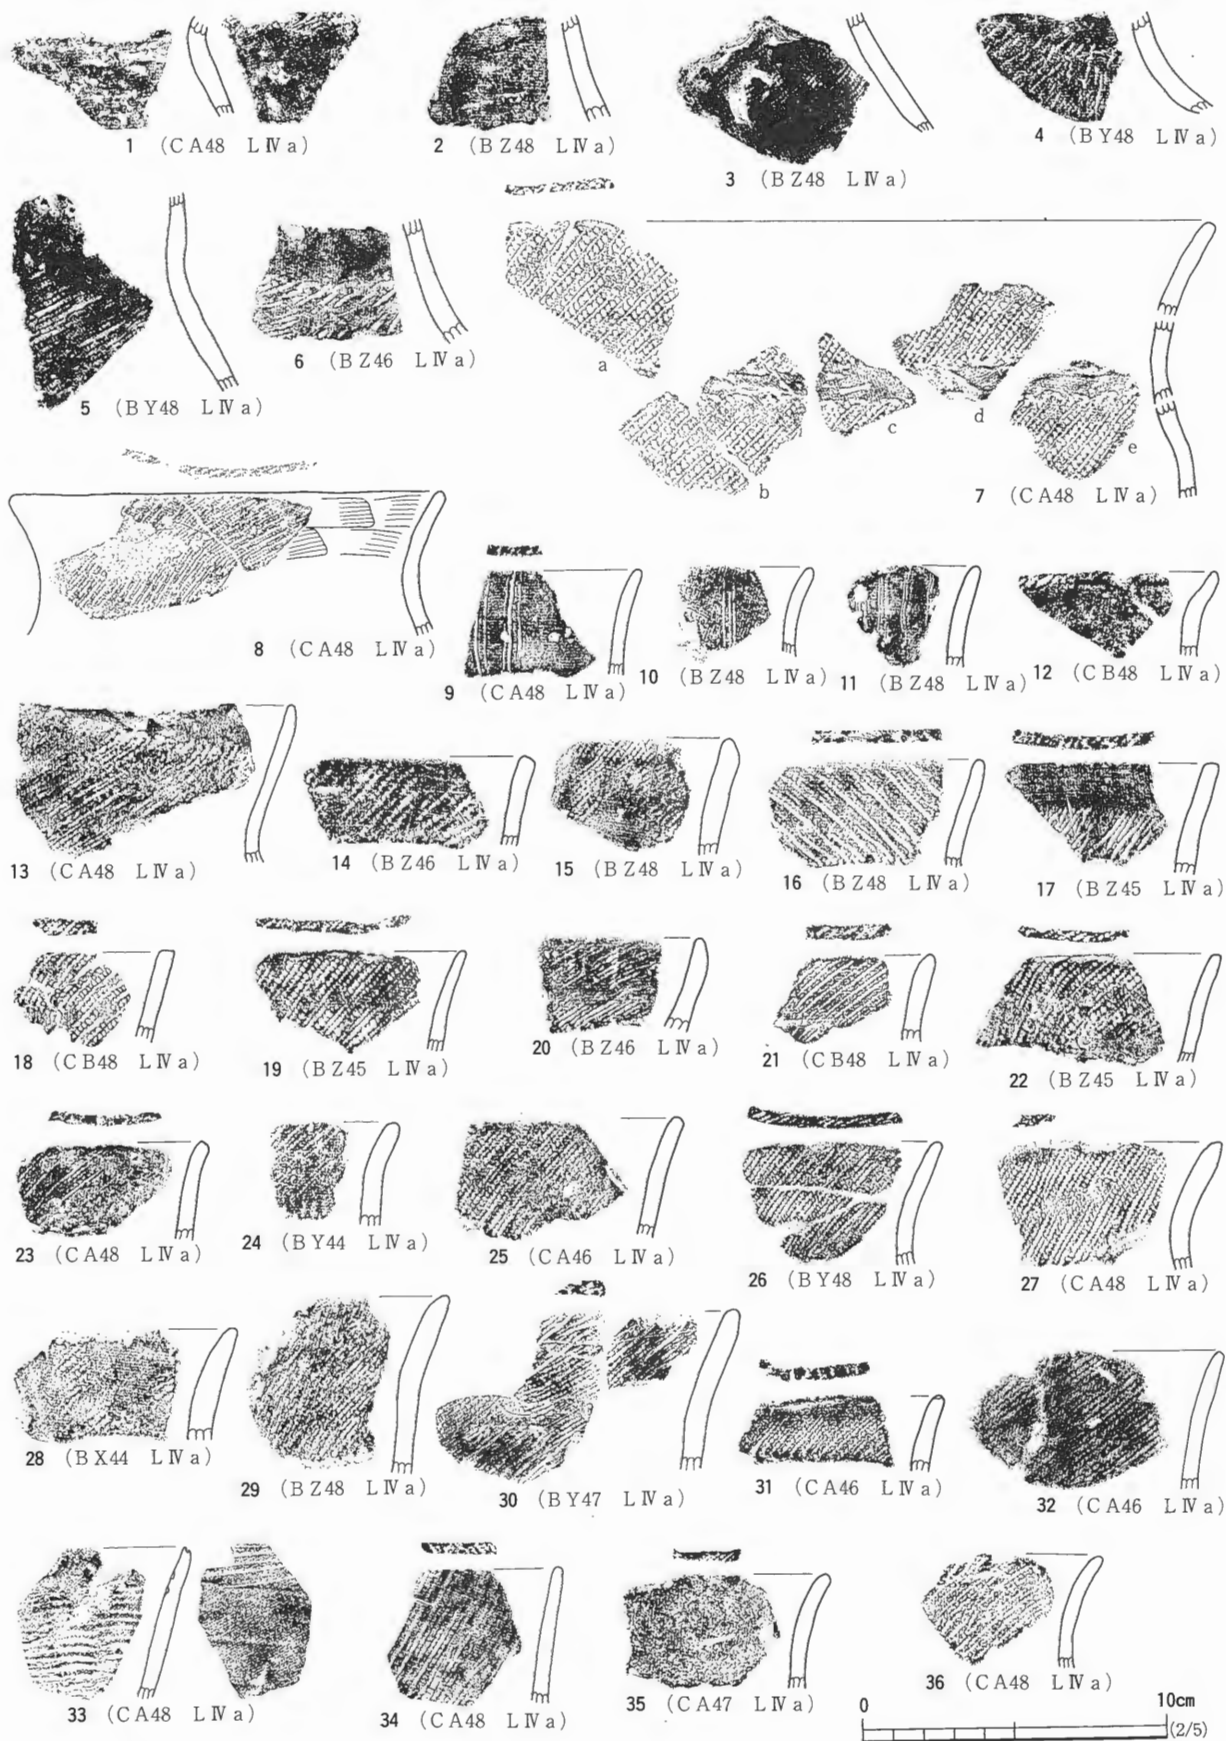 1 (CA48 LⅣa)
2 (BZ48 LⅣa)
3 (BZ48 LⅣa)
4 (BY48 LⅣa)
5 (BY48 LⅣa)
6 (BZ46 LⅣa)
a
b
c
d
e
7 (CA48 LⅣa)
8 (CA48 LⅣa)
9 (CA48 LⅣa)
10 (BZ48 LⅣa)
11 (BZ48 LⅣa)
12 (CB48 LⅣa)
13 (CA48 LⅣa)
14 (BZ46 LⅣa)
15 (BZ48 LⅣa)
16 (BZ48 LⅣa)
17 (BZ45 LⅣa)
18 (CB48 LⅣa)
19 (BZ45 LⅣa)
20 (BZ46 LⅣa)
21 (CB48 LⅣa)
22 (BZ45 LⅣa)
23 (CA48 LⅣa)
24 (BY44 LⅣa)
25 (CA46 LⅣa)
26 (BY48 LⅣa)
27 (CA48 LⅣa)
28 (BX44 LⅣa)
29 (BZ48 LⅣa)
30 (BY47 LⅣa)
31 (CA46 LⅣa)
32 (CA46 LⅣa)
33 (CA48 LⅣa)
34 (CA48 LⅣa)
35 (CA47 LⅣa)
36 (CA48 LⅣa)
0 10cm
(2/5)